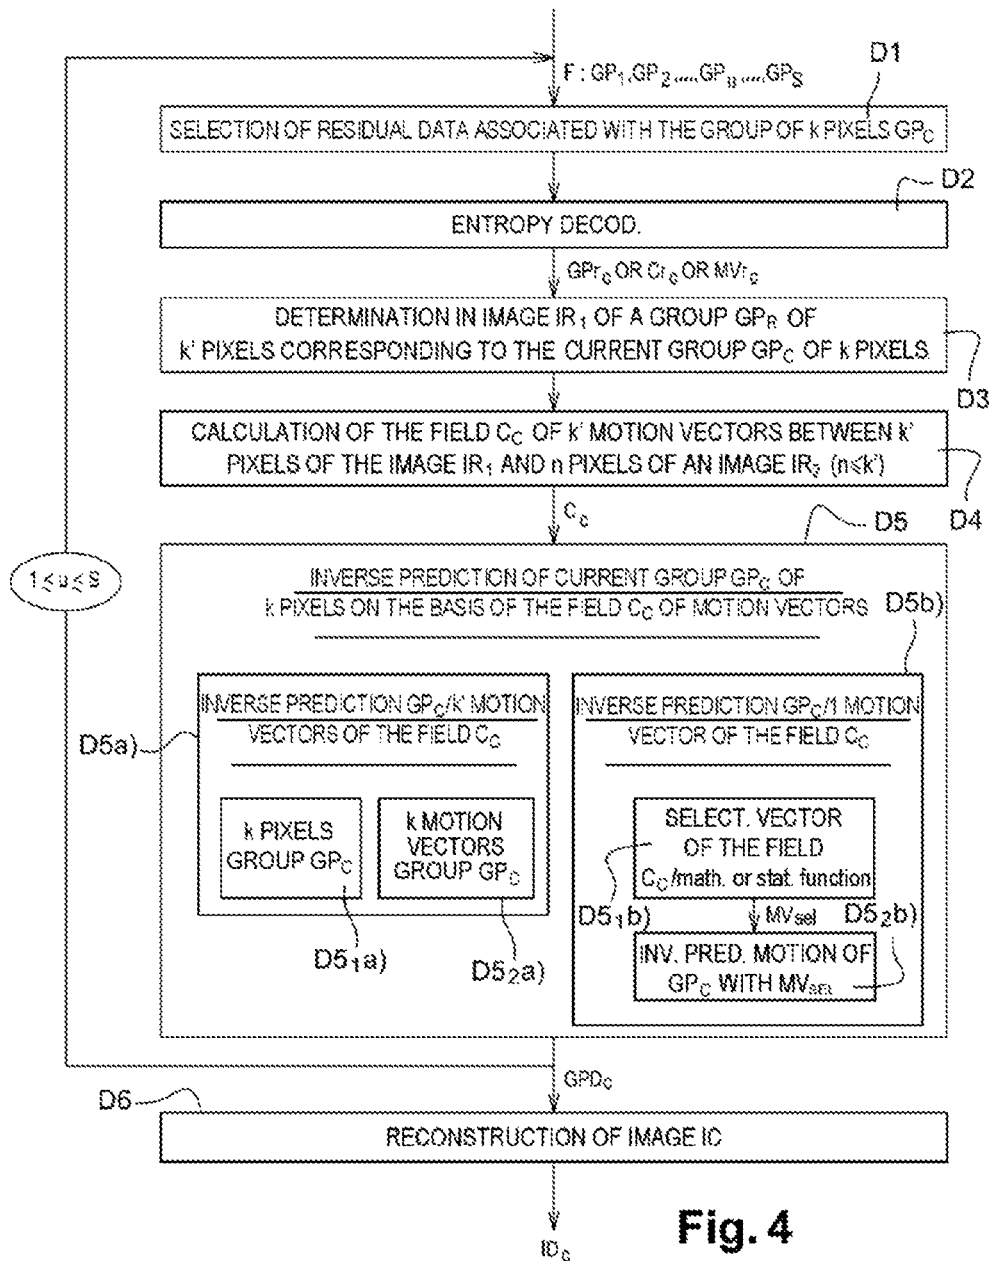 F : GP1,GP2,....,GPu,....,GPS
D1
SELECTION OF RESIDUAL DATA ASSOCIATED WITH THE GROUP OF k PIXELS GPC
D2
ENTROPY DECOD.
GPrc OR Crc OR MVrc
DETERMINATION IN IMAGE IR1 OF A GROUP GPR OF
k' PIXELS CORRESPONDING TO THE CURRENT GROUP GPC OF k PIXELS
D3
CALCULATION OF THE FIELD CC OF k' MOTION VECTORS BETWEEN k'
PIXELS OF THE IMAGE IR1 AND n PIXELS OF AN IMAGE IR2 (n≤k')
D4
Cc
D5
1 ≤ u ≤ S
INVERSE PREDICTION OF CURRENT GROUP GPC OF
k PIXELS ON THE BASIS OF THE FIELD CC OF MOTION VECTORS
D5b)
INVERSE PREDICTION GPC/k' MOTION
VECTORS OF THE FIELD CC
D5a)
INVERSE PREDICTION GPC/1 MOTION
VECTOR OF THE FIELD CC
k PIXELS
GROUP GPC
k MOTION
VECTORS
GROUP GPC
SELECT. VECTOR
OF THE FIELD
CC/math. or stat. function
D51a)
D52a)
D51b)
MVsel
D52b)
INV. PRED. MOTION OF
GPC WITH MVSEL
GPDc
D6
RECONSTRUCTION OF IMAGE IC
IDc
Fig. 4